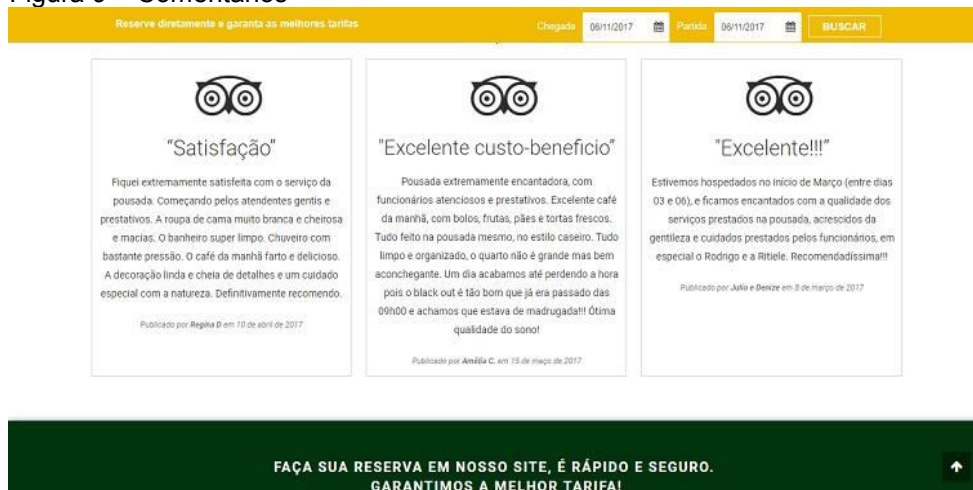 Reserve diretamente e garanta as melhores tarifas
Chegada 06/11/2017 Partida 06/11/2017 BUSCAR
“Satisfação”
Fiquei extremamente satisfeita com o serviço da
pousada. Começando pelos atendentes gentis e
prestativos. A roupa de cama muito branca e cheirosa
e macias. O banheiro super limpo. Chuveiro com
bastante pressão. O café da manhã farto e delicioso.
A decoração linda e cheia de detalhes e um cuidado
especial com a natureza. Definitivamente recomendo.
Publicado por Regina D em 10 de abril de 2017
"Excelente custo-beneficio"
Pousada extremamente encantadora, com
funcionários atenciosos e prestativos. Excelente café
da manhã, com bolos, frutas, pães e tortas frescos.
Tudo feito na pousada mesmo, no estilo caseiro. Tudo
limpo e organizado, o quarto não é grande mas bem
aconchegante. Um dia acabamos até perdendo a hora
pois o black out é tão bom que já era passado das
09h00 e achamos que estava de madrugada!!! Ótima
qualidade do sono!
Publicado por Amélia C. em 15 de março de 2017
"Excelente!!!”
Estivemos hospedados no início de Março (entre dias
03 e 06), e ficamos encantados com a qualidade dos
serviços prestados na pousada, acrescidos da
gentileza e cuidados prestados pelos funcionários, em
especial o Rodrigo e a Ritiele. Recomendadíssima!!!
Publicado por Julio e Denize em 8 de março de 2017
FAÇA SUA RESERVA EM NOSSO SITE, É RÁPIDO E SEGURO.
GARANTIMOS A MELHOR TARIFA!